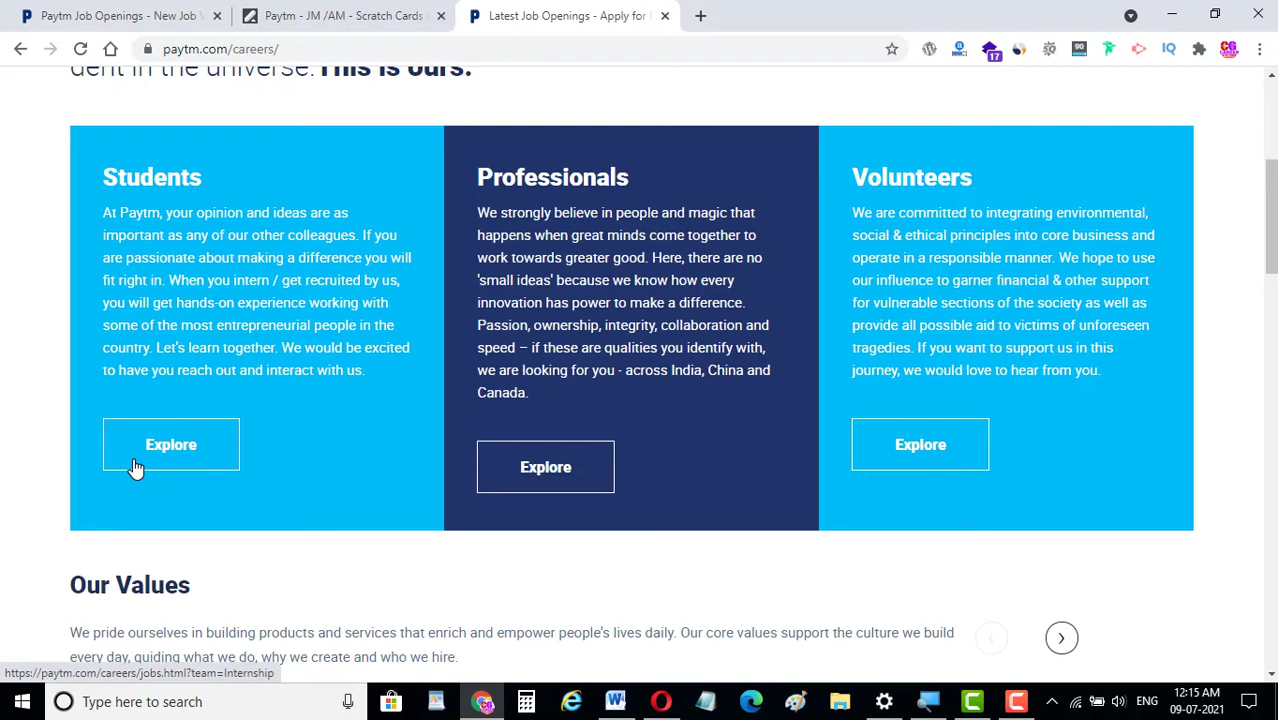 Paytm Job Openings - New Job V
Paytm - JM /AM - Scratch Cards
Latest Job Openings - Apply for
paytm.com/careers/
17
90
IQ
dent in the universe. This is ours.
Students
At Paytm, your opinion and ideas are as
important as any of our other colleagues. If you
are passionate about making a difference you will
fit right in. When you intern / get recruited by us,
you will get hands-on experience working with
some of the most entrepreneurial people in the
country. Let's learn together. We would be excited
to have you reach out and interact with us.
Explore
Professionals
We strongly believe in people and magic that
happens when great minds come together to
work towards greater good. Here, there are no
'small ideas' because we know how every
innovation has power to make a difference.
Passion, ownership, integrity, collaboration and
speed – if these are qualities you identify with,
we are looking for you - across India, China and
Canada.
Explore
Volunteers
We are committed to integrating environmental,
social & ethical principles into core business and
operate in a responsible manner. We hope to use
our influence to garner financial & other support
for vulnerable sections of the society as well as
provide all possible aid to victims of unforeseen
tragedies. If you want to support us in this
journey, we would love to hear from you.
Explore
Our Values
We pride ourselves in building products and services that enrich and empower people's lives daily. Our core values support the culture we build
every day, guiding what we do, why we create and who we hire.
https://paytm.com/careers/jobs.html?team=Internship
Type here to search
ENG
12:15 AM
09-07-2021